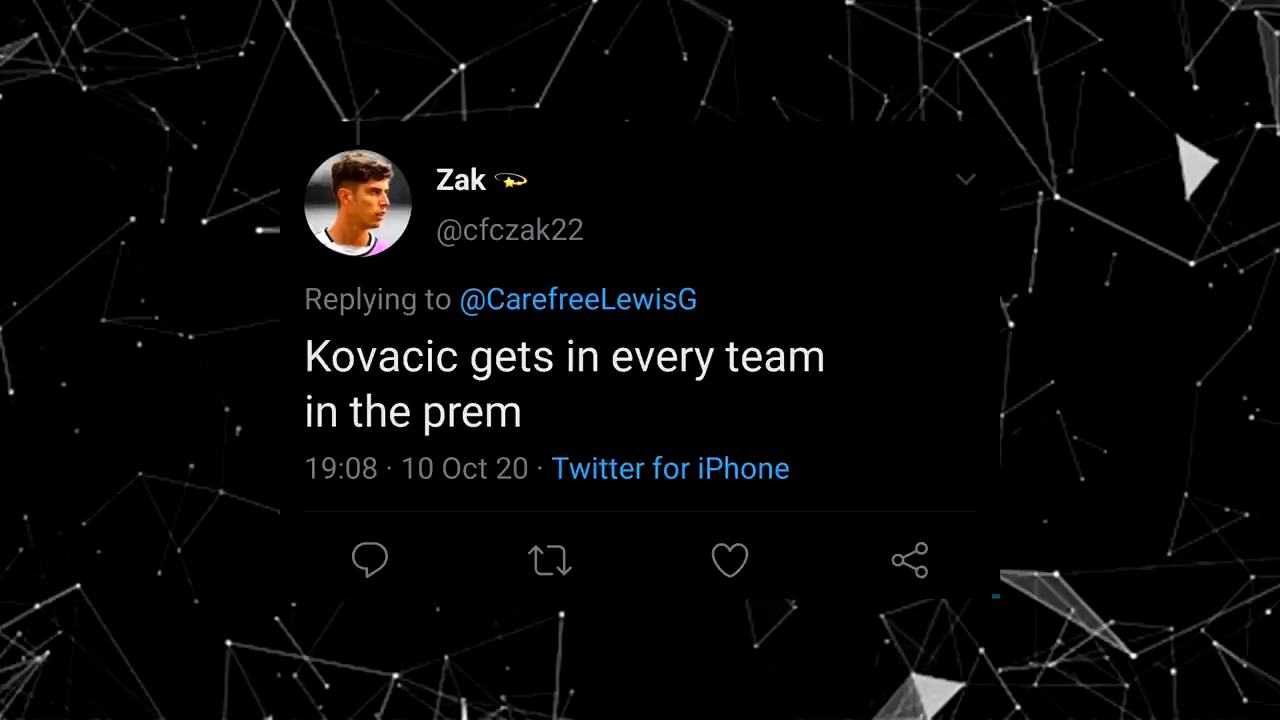 Zak 💫
@cfczak22
Replying to @CarefreeLewisG
Kovacic gets in every team
in the prem
19:08 · 10 Oct 20 · Twitter for iPhone